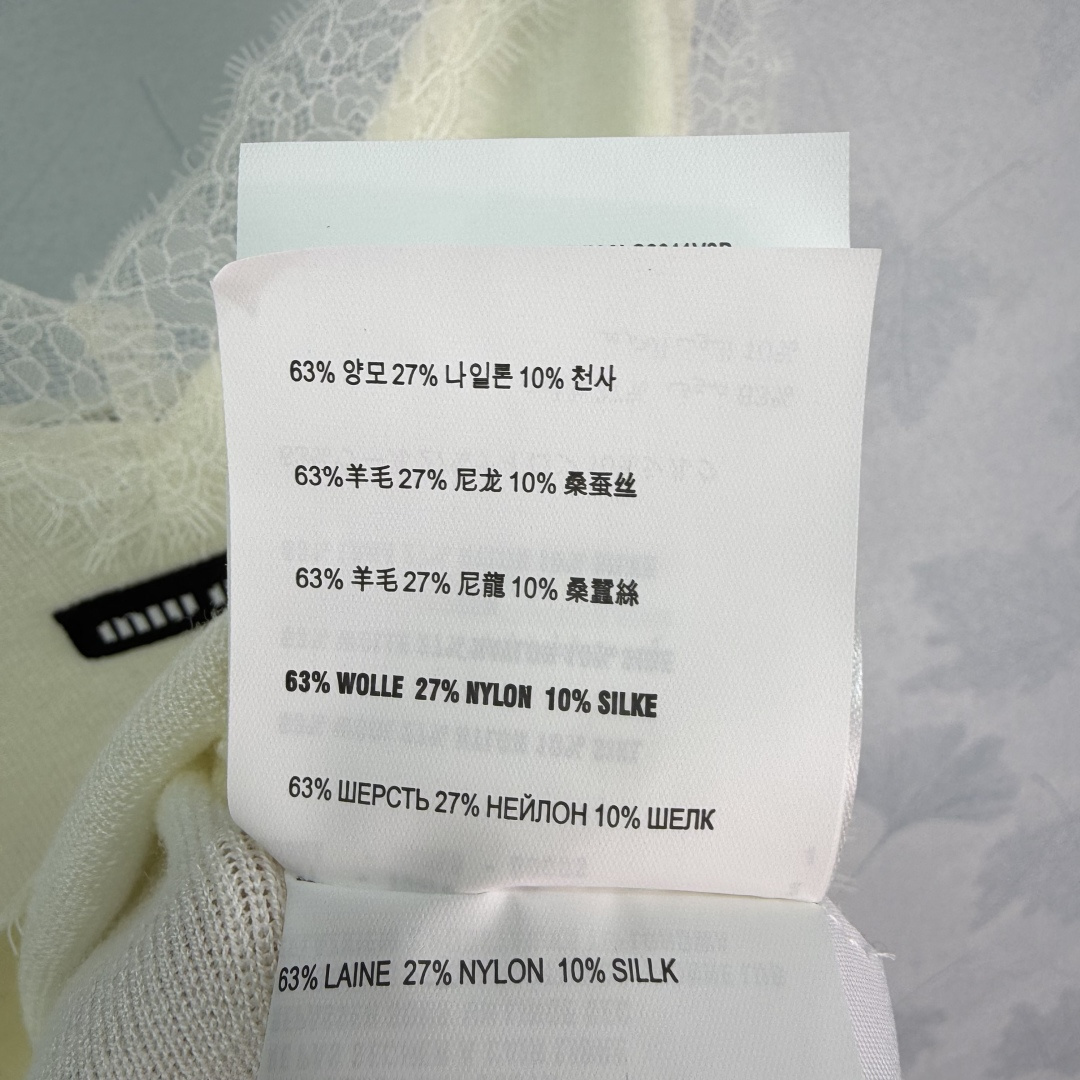 63% 양모 27% 나일론 10% 천사
63%羊毛 27% 尼龙 10% 桑蚕丝
63% 羊毛 27% 尼龍 10% 桑蠶絲
63% WOLLE 27% NYLON 10% SILKE
63% ШЕРСТЬ 27% НЕЙЛОН 10% ШЕЛК
63% LAINE 27% NYLON 10% SILLK